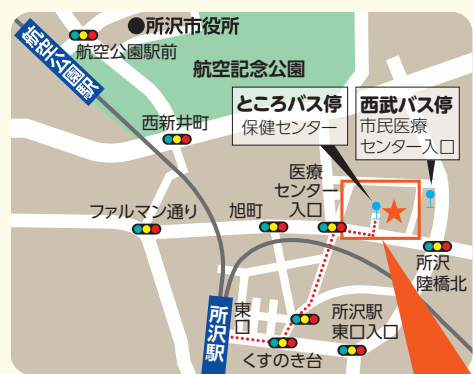 ●所沢市役所
航空公園駅前
航空公園駅
航空記念公園
ところバス停
保健センター
西武バス停
市民医療
センター入口
西新井町
医療
センター
入口
ファルマン通り
旭町
所沢
陸橋北
所沢駅
東口
所沢駅
東口入口
くすのき台